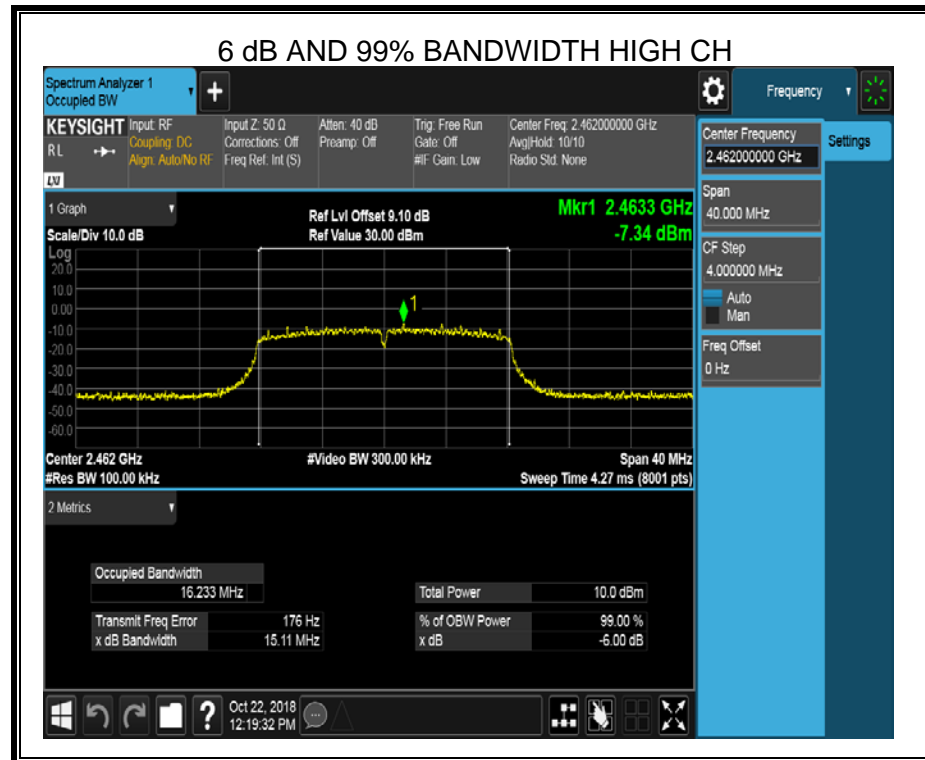 6 dB AND 99% BANDWIDTH HIGH CH
Spectrum Analyzer 1
Occupied BW
+
Frequency
KEYSIGHT
RL
LXI
Input: RF
Coupling: DC
Align: Auto/No RF
Input Z: 50 Ω
Corrections: Off
Freq Ref: Int (S)
Atten: 40 dB
Preamp: Off
Trig: Free Run
Gate: Off
#IF Gain: Low
Center Freq: 2.462000000 GHz
Avg|Hold: 10/10
Radio Std: None
Center Frequency
2.462000000 GHz
Settings
Span
40.000 MHz
CF Step
4.000000 MHz
Auto
Man
Freq Offset
0 Hz
1 Graph
Scale/Div 10.0 dB
Ref Lvl Offset 9.10 dB
Ref Value 30.00 dBm
Mkr1 2.4633 GHz
-7.34 dBm
Log
20.0
10.0
0.00
-10.0
-20.0
-30.0
-40.0
-50.0
-60.0
1
Center 2.462 GHz
#Res BW 100.00 kHz
#Video BW 300.00 kHz
Span 40 MHz
Sweep Time 4.27 ms (8001 pts)
2 Metrics
Occupied Bandwidth
16.233 MHz
Transmit Freq Error 176 Hz
x dB Bandwidth 15.11 MHz
Total Power 10.0 dBm
% of OBW Power 99.00 %
x dB -6.00 dB
?
Oct 22, 2018
12:19:32 PM